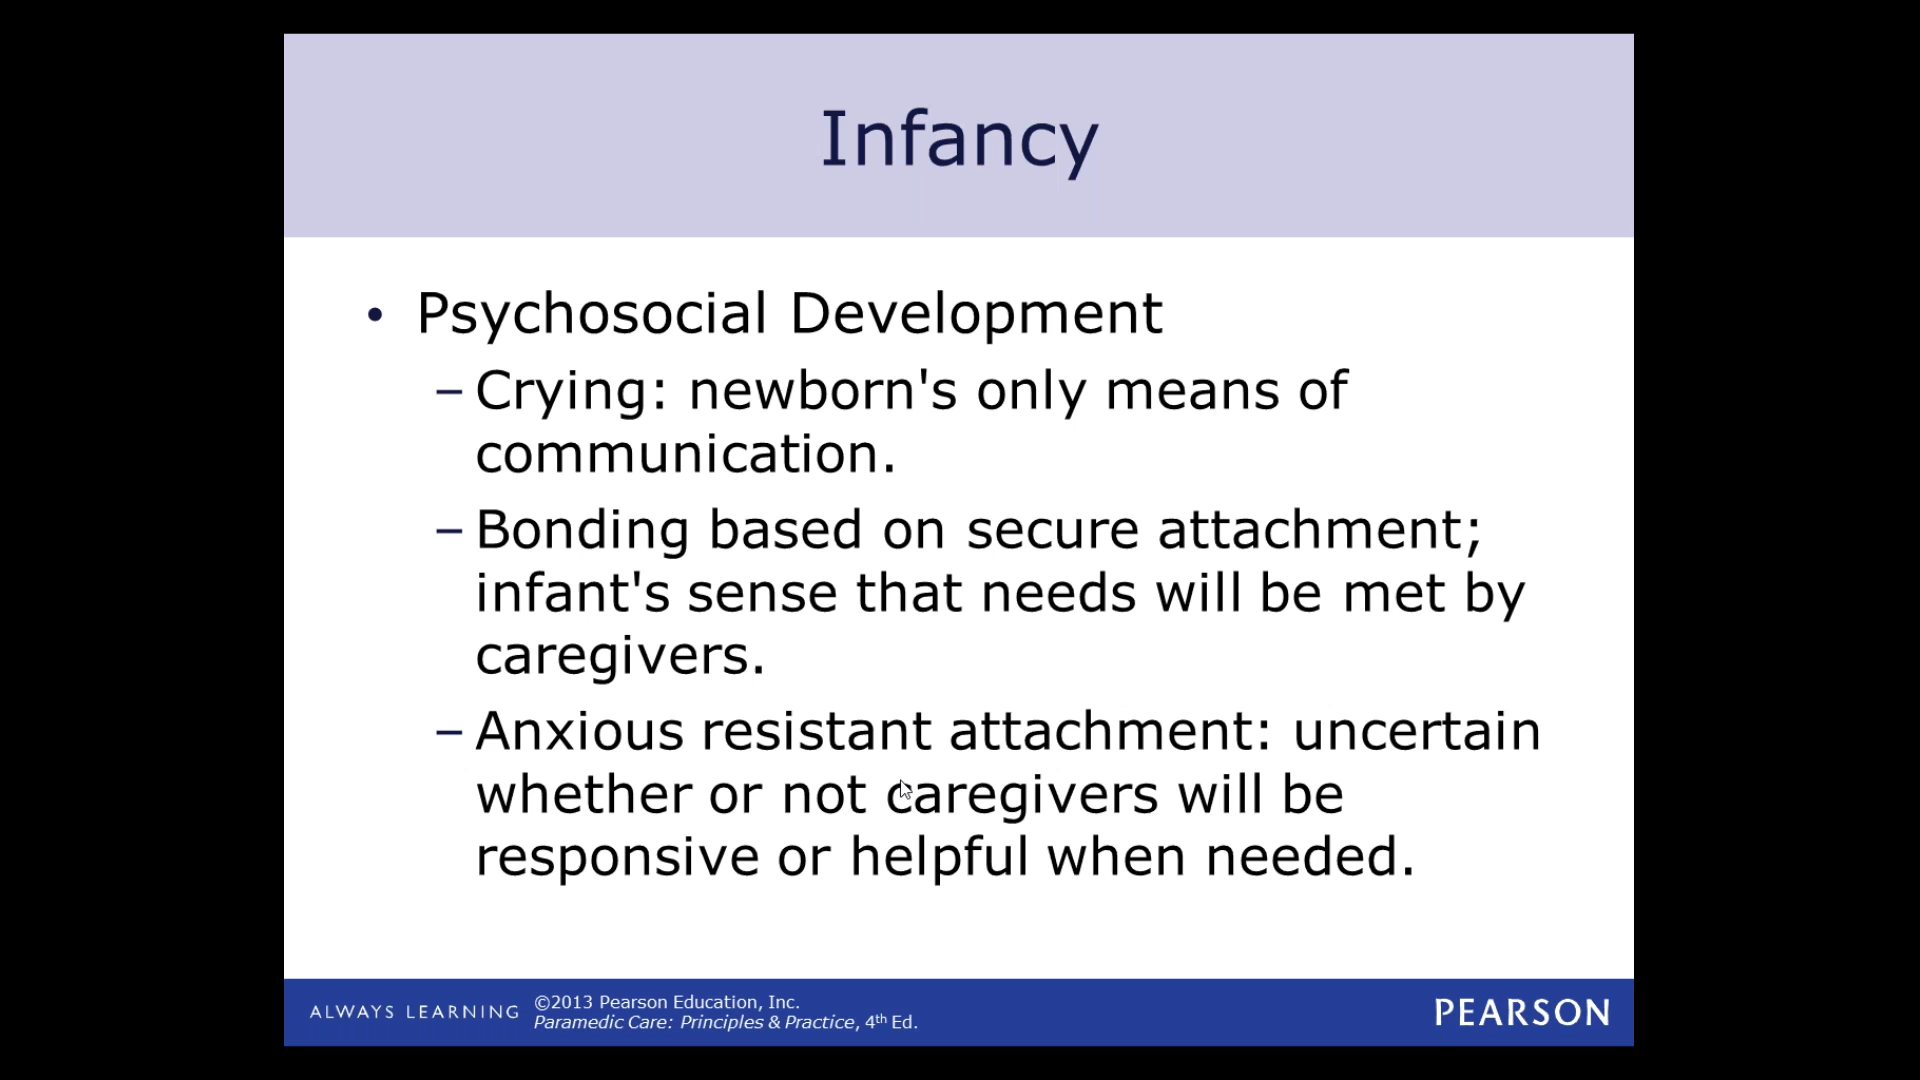 Infancy
• Psychosocial Development
– Crying: newborn's only means of
communication.
– Bonding based on secure attachment;
infant's sense that needs will be met by
caregivers.
– Anxious resistant attachment: uncertain
whether or not caregivers will be
responsive or helpful when needed.
ALWAYS LEARNING
©2013 Pearson Education, Inc.
Paramedic Care: Principles & Practice, 4th Ed.
PEARSON